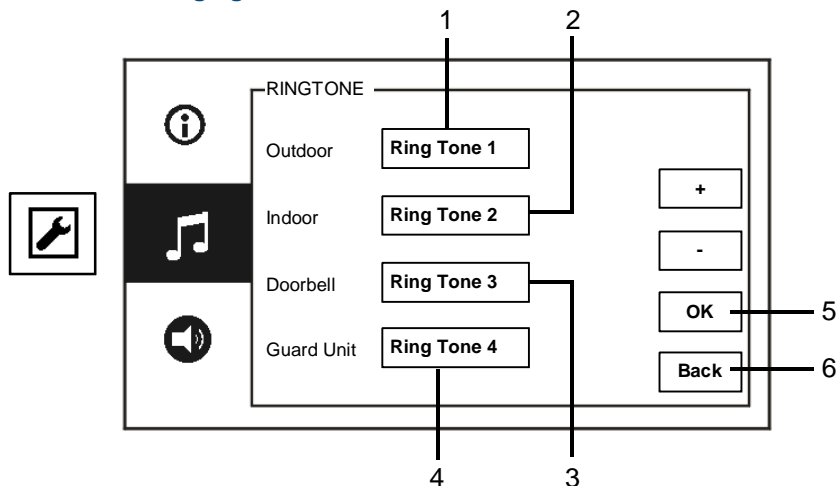 1 2
RINGTONE
Outdoor Ring Tone 1
+
Indoor Ring Tone 2
-
Doorbell Ring Tone 3
OK 5
Guard Unit Ring Tone 4
Back 6
4 3